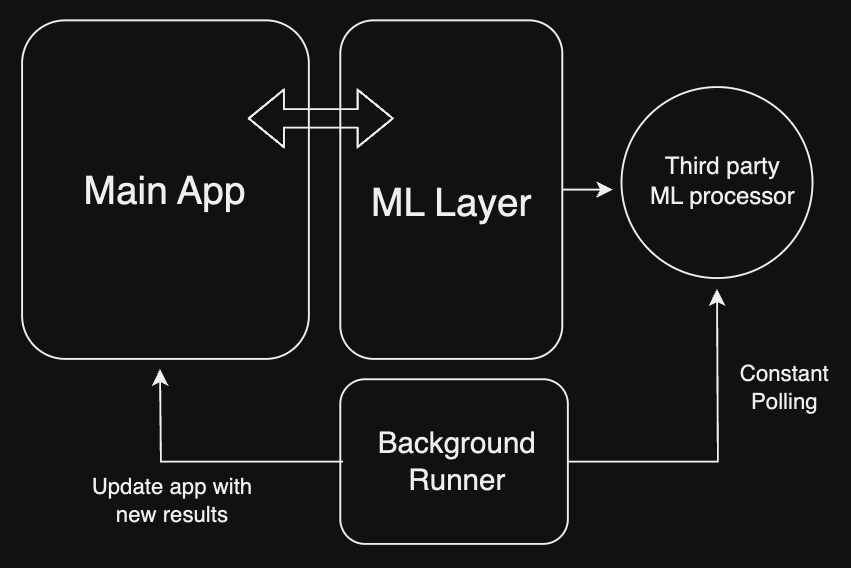 Main App
ML Layer
Third party
ML processor
Constant
Polling
Background
Runner
Update app with
new results